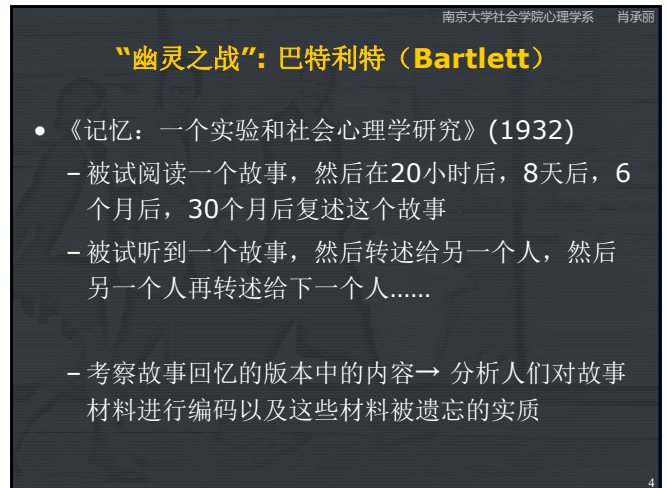 南京大学社会学院心理学系 肖承丽
“幽灵之战”: 巴特利特（Bartlett）
• 《记忆：一个实验和社会心理学研究》(1932)
– 被试阅读一个故事，然后在20小时后，8天后，6
个月后，30个月后复述这个故事
– 被试听到一个故事，然后转述给另一个人，然后
另一个人再转述给下一个人……
– 考察故事回忆的版本中的内容→ 分析人们对故事
材料进行编码以及这些材料被遗忘的实质
4